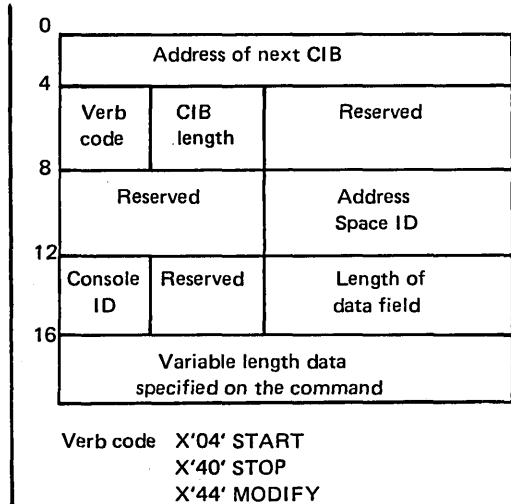 0
Address of next CIB
4
Verb code
CIB length
Reserved
8
Reserved
Address Space ID
12
Console ID
Reserved
Length of data field
16
Variable length data
specified on the command
Verb code X'04' START
X'40' STOP
X'44' MODIFY